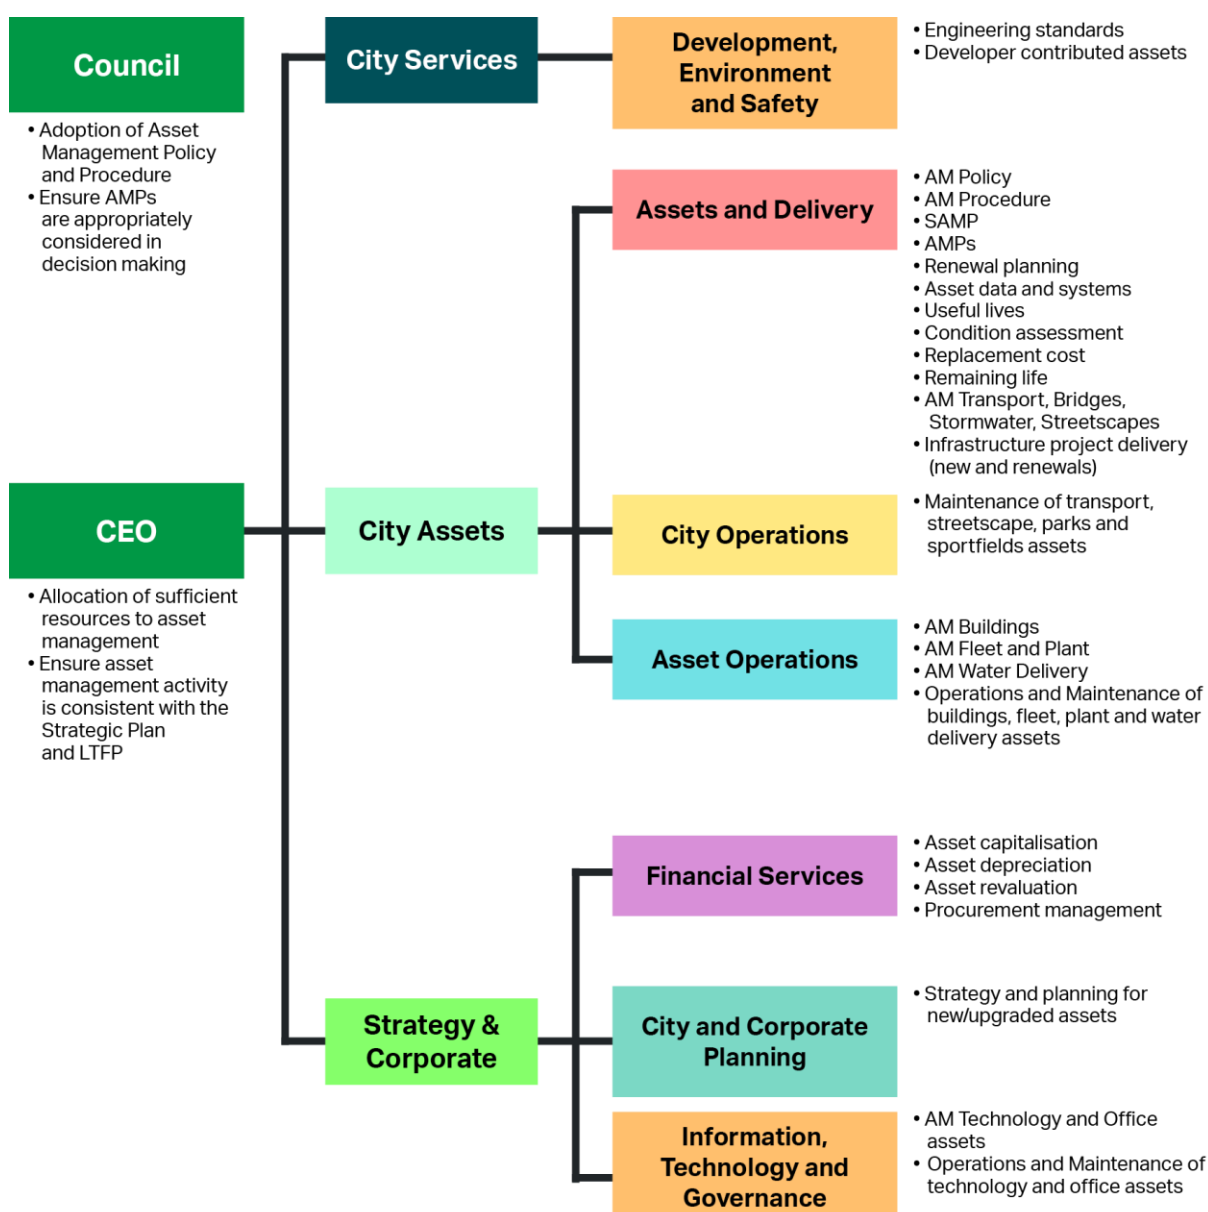 Council
• Adoption of Asset
Management Policy
and Procedure
• Ensure AMPs
are appropriately
considered in
decision making
CEO
• Allocation of sufficient
resources to asset
management
• Ensure asset
management activity
is consistent with the
Strategic Plan
and LTFP
City Services
Development,
Environment
and Safety
• Engineering standards
• Developer contributed assets
City Assets
Assets and Delivery
• AM Policy
• AM Procedure
• SAMP
• AMPs
• Renewal planning
• Asset data and systems
• Useful lives
• Condition assessment
• Replacement cost
• Remaining life
• AM Transport, Bridges,
Stormwater, Streetscapes
• Infrastructure project delivery
(new and renewals)
City Operations
• Maintenance of transport,
streetscape, parks and
sportfields assets
Asset Operations
• AM Buildings
• AM Fleet and Plant
• AM Water Delivery
• Operations and Maintenance of
buildings, fleet, plant and water
delivery assets
Strategy &
Corporate
Financial Services
• Asset capitalisation
• Asset depreciation
• Asset revaluation
• Procurement management
City and Corporate
Planning
• Strategy and planning for
new/upgraded assets
Information,
Technology and
Governance
• AM Technology and Office
assets
• Operations and Maintenance of
technology and office assets